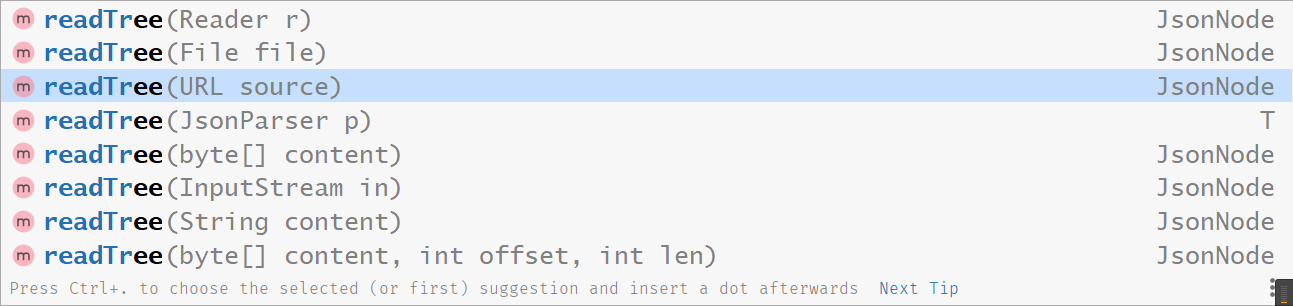 m readTree(Reader r) JsonNode
m readTree(File file) JsonNode
m readTree(URL source) JsonNode
m readTree(JsonParser p) T
m readTree(byte[] content) JsonNode
m readTree(InputStream in) JsonNode
m readTree(String content) JsonNode
m readTree(byte[] content, int offset, int len) JsonNode
Press Ctrl+. to choose the selected (or first) suggestion and insert a dot afterwards Next Tip